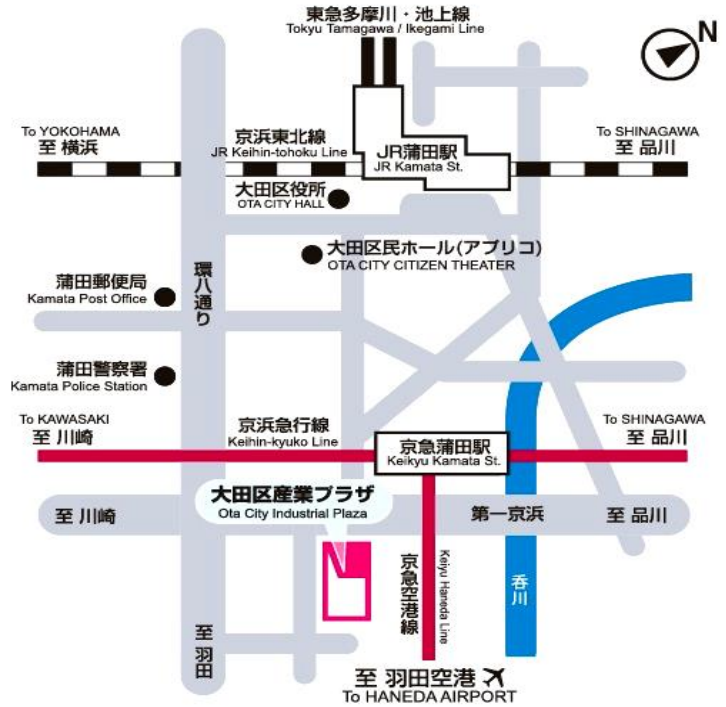 東急多摩川・池上線
Tokyu Tamagawa / Ikegami Line
N
To YOKOHAMA
至 横浜
京浜東北線
JR Keihin-tohoku Line
JR蒲田駅
JR Kamata St.
To SHINAGAWA
至 品川
大田区役所
OTA CITY HALL
大田区民ホール(アプリコ)
OTA CITY CITIZEN THEATER
蒲田郵便局
Kamata Post Office
環八通り
蒲田警察署
Kamata Police Station
To KAWASAKI
至 川崎
京浜急行線
Keihin-kyuko Line
京急蒲田駅
Keikyu Kamata St.
To SHINAGAWA
至 品川
大田区産業プラザ
Ota City Industrial Plaza
至 川崎
第一京浜
至 品川
京急空港線
Keiyu Haneda Line
呑川
至 羽田
至 羽田空港
To HANEDA AIRPORT